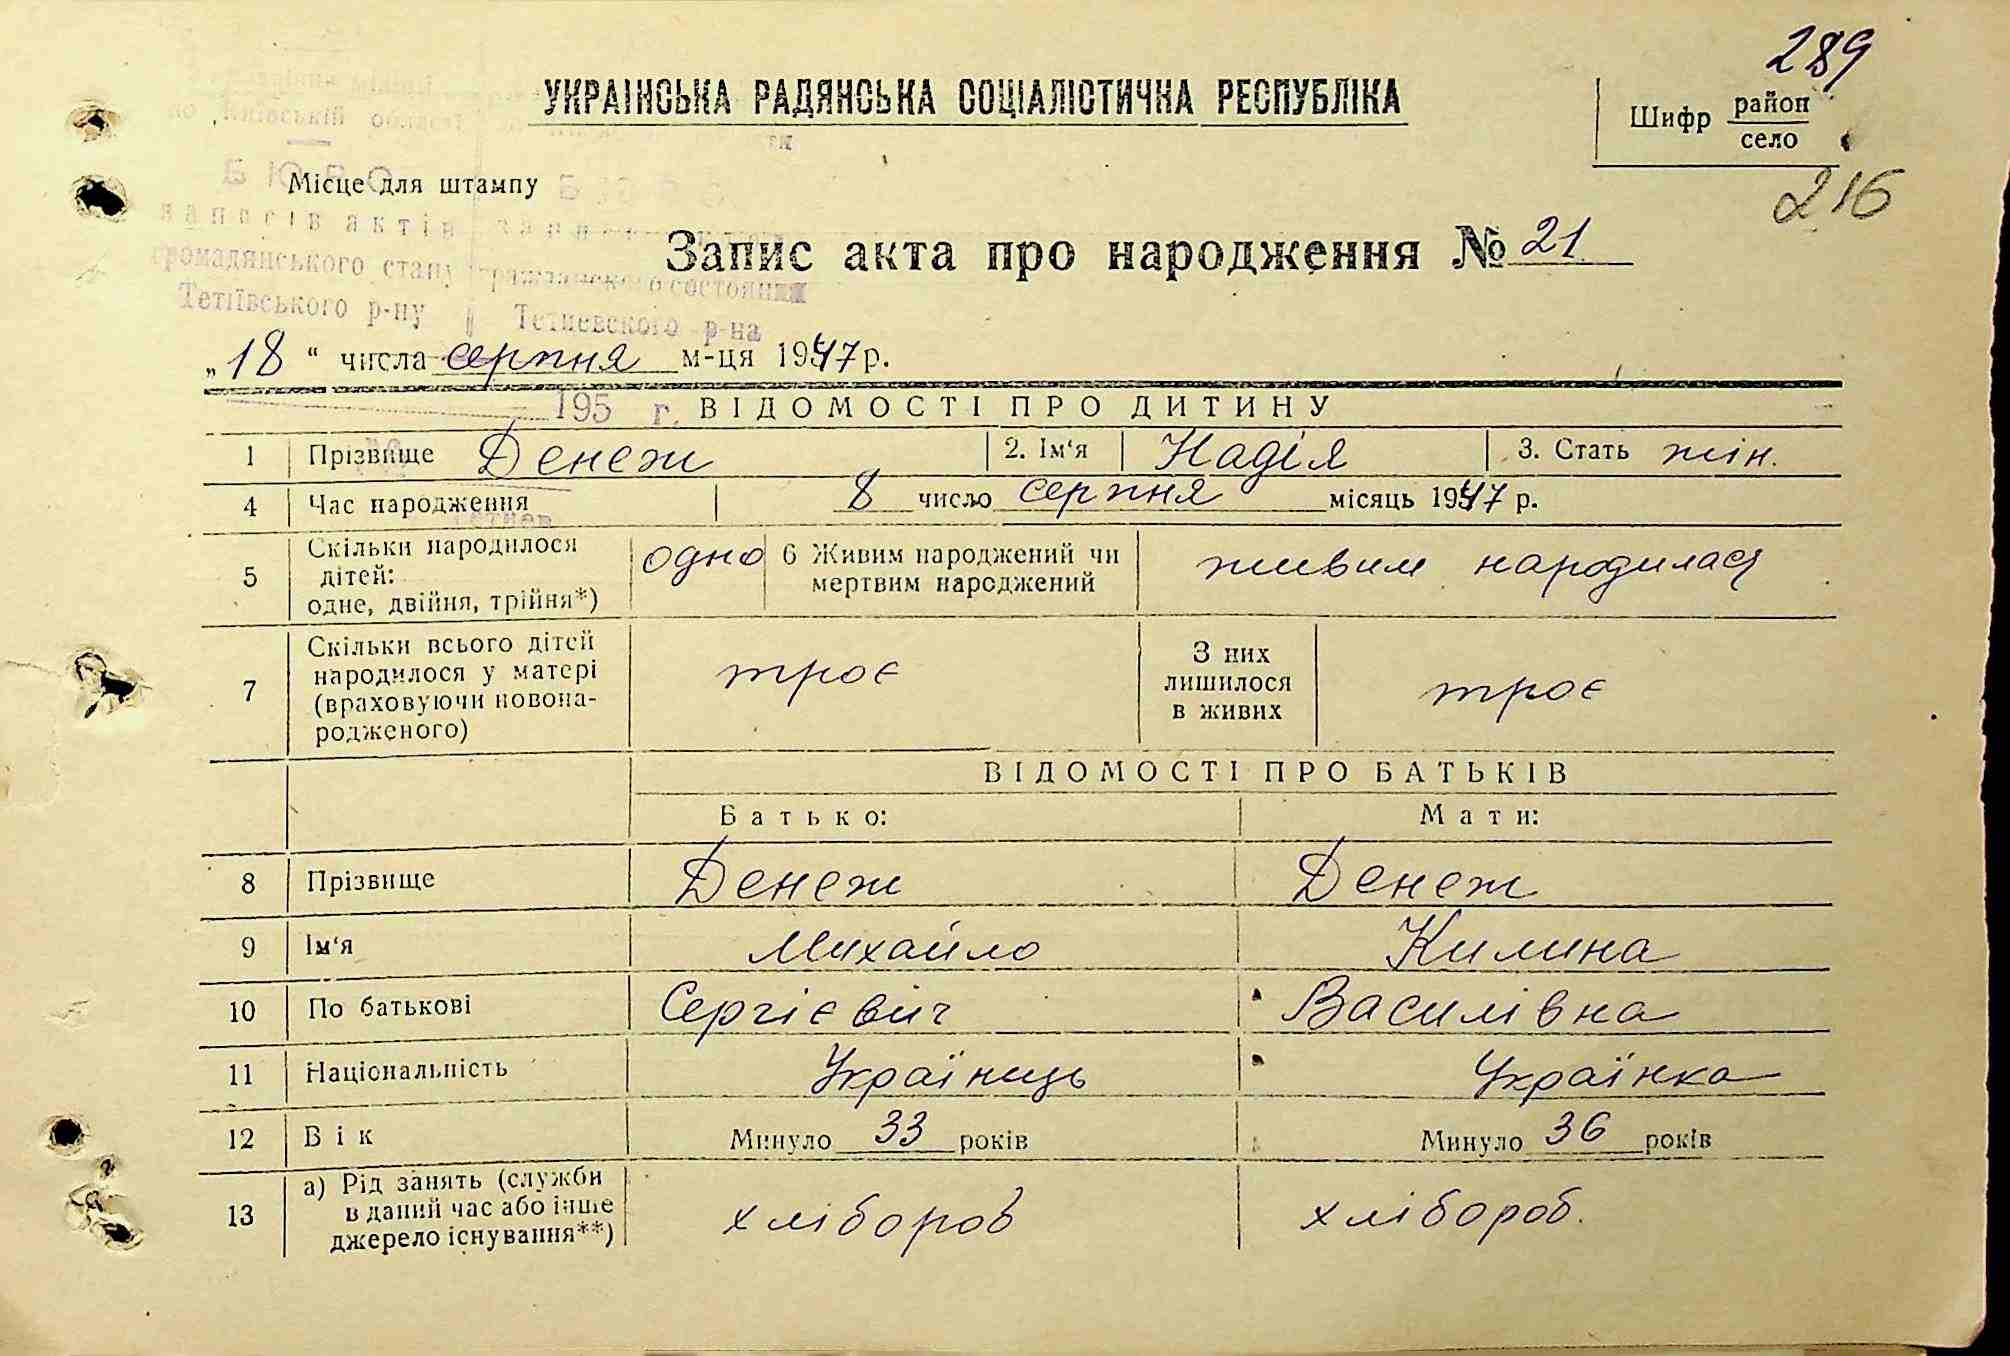 289
УКРАЇНСЬКА РАДЯНСЬКА СОЦІАЛІСТИЧНА РЕСПУБЛІКА
Шифр район
село
216
Місце для штампу
БЮРО
записів актів
громадянського стану гражданского состояния
Тетіївського р-ну Тетиевского р-на
Запис акта про народження № 21
„18“ числа серпня м-ця 1947 р.
195 г.
ВІДОМОСТІ ПРО ДИТИНУ
1 Прізвище Денеж 2. Ім‘я Надія 3. Стать жін.
4 Час народження 8 число серпня місяць 1947 р.
5 Скільки народилося дітей: одне, двійня, трійня*) одно 6 Живим народжений чи мертвим народжений живим народилася
7 Скільки всього дітей народилося у матері (враховуючи новонародженого) троє З них лишилося в живих троє
ВІДОМОСТІ ПРО БАТЬКІВ
Батько: Мати:
8 Прізвище Денеж Денеж
9 Ім‘я Михайло Килина
10 По батькові Сергієвич Василівна
11 Національність Українець Українка
12 Вік Минуло 33 років Минуло 36 років
13 а) Рід занять (служби в даний час або інше джерело існування**) хлібороб хлібороб.